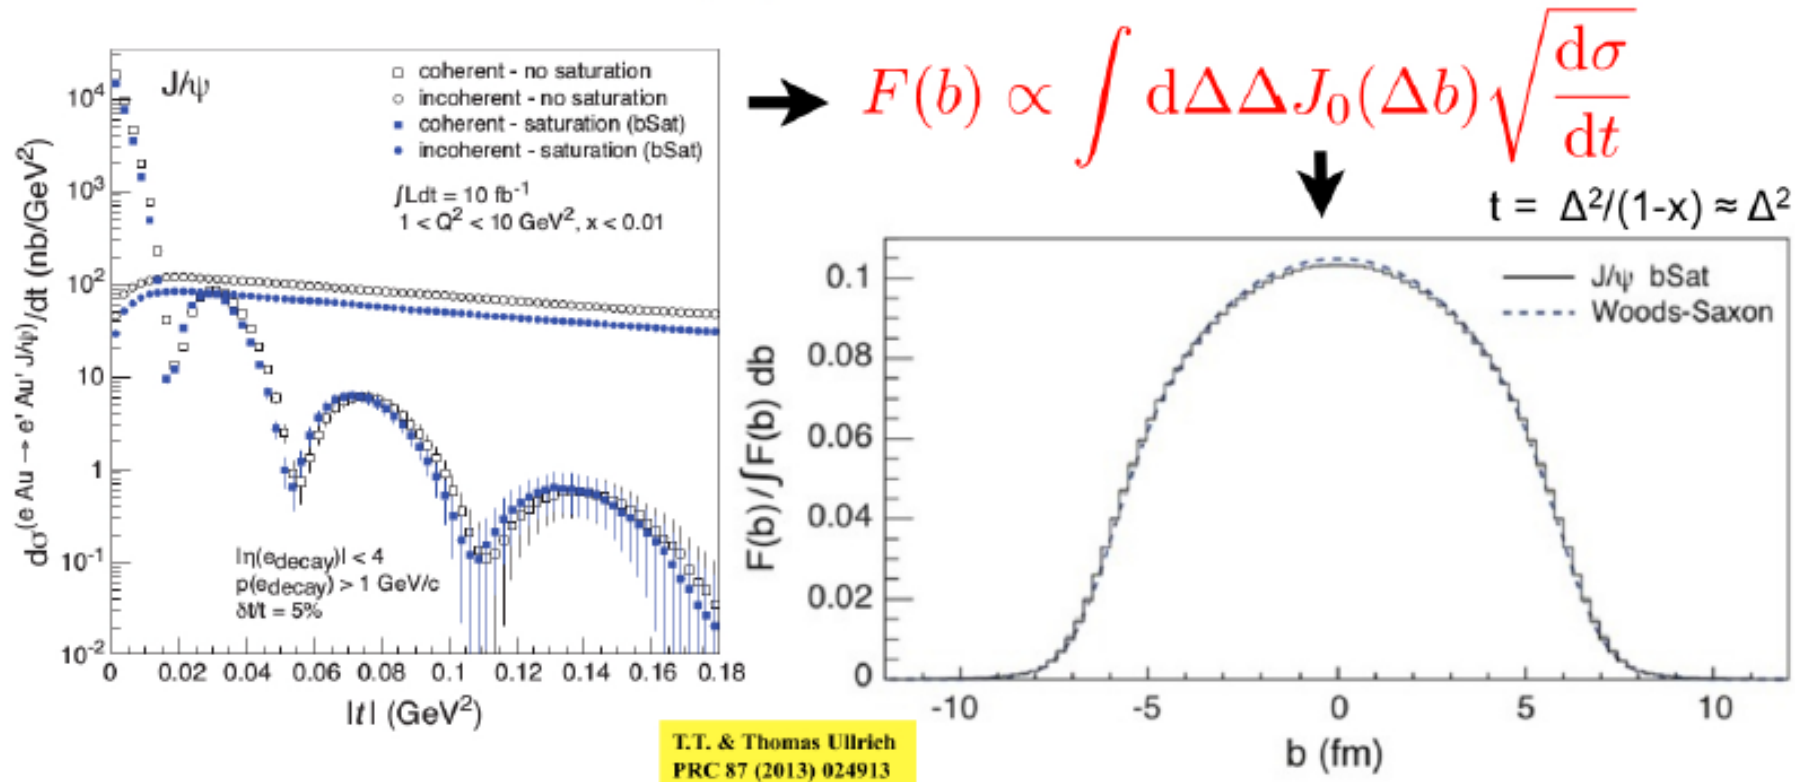 J/ψ
coherent - no saturation
incoherent - no saturation
coherent - saturation (bSat)
incoherent - saturation (bSat)
∫Ldt = 10 fb⁻¹
1 < Q² < 10 GeV², x < 0.01
|η(e_decay)| < 4
p(e_decay) > 1 GeV/c
δt/t = 5%
dσ(e Au → e' Au' J/ψ)/dt (nb/GeV²)
10⁴
10³
10²
10
1
10⁻¹
10⁻²
0 0.02 0.04 0.06 0.08 0.1 0.12 0.14 0.16 0.18
|t| (GeV²)
F(b) ∝ ∫ dΔΔJ₀(Δb)√(dσ/dt)
t = Δ²/(1-x) ≈ Δ²
J/ψ bSat
Woods-Saxon
F(b)/∫F(b) db
0.1
0.08
0.06
0.04
0.02
0
-10 -5 0 5 10
b (fm)
T.T. & Thomas Ullrich
PRC 87 (2013) 024913